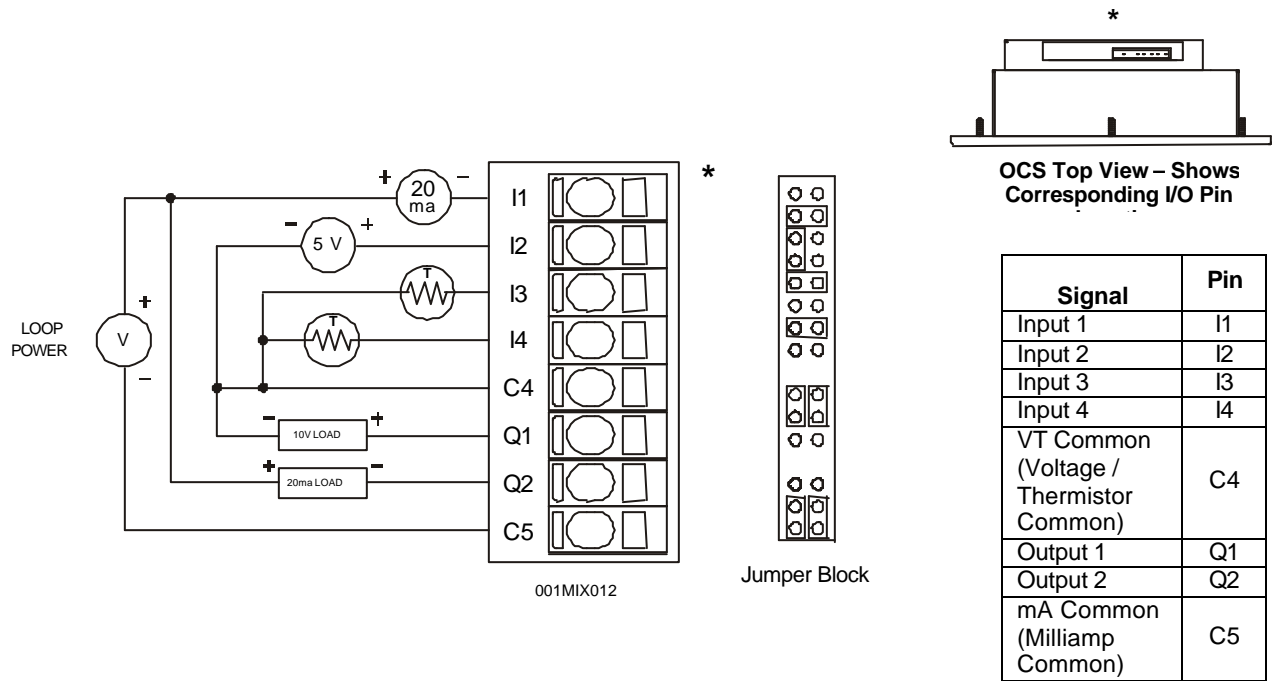 *
OCS Top View – Shows
Corresponding I/O Pin
+
20
ma
–
I1
*
–
5 V
+
I2
T
I3
T
I4
C4
–
10V LOAD
+
Q1
+
20ma LOAD
–
Q2
C5
LOOP
POWER
+
V
–
001MIX012
Jumper Block
Signal Pin
Input 1 I1
Input 2 I2
Input 3 I3
Input 4 I4
VT Common
(Voltage /
Thermistor
Common)
C4
Output 1 Q1
Output 2 Q2
mA Common
(Milliamp
Common)
C5